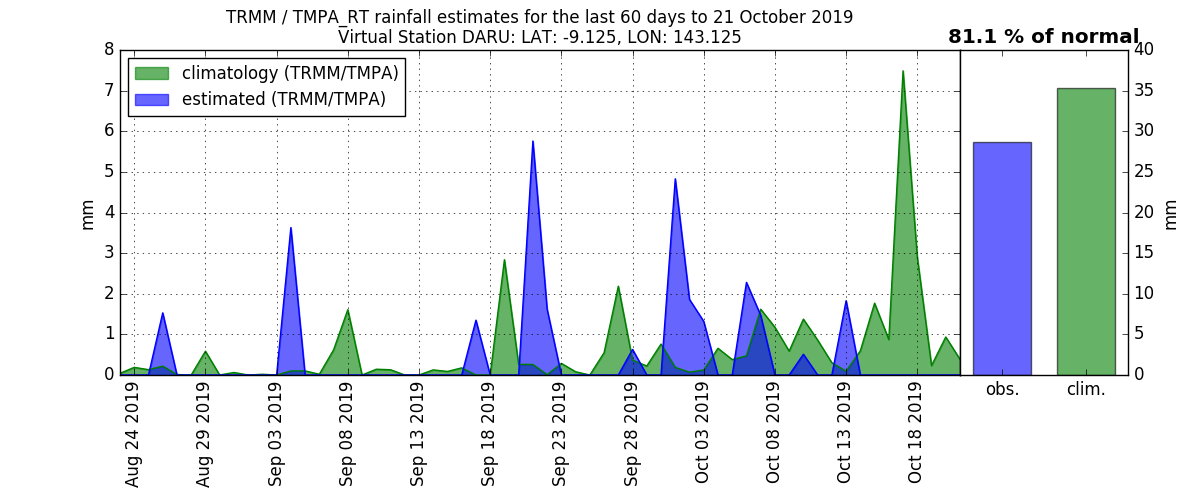 TRMM / TMPA_RT rainfall estimates for the last 60 days to 21 October 2019
Virtual Station DARU: LAT: -9.125, LON: 143.125
81.1 % of normal
climatology (TRMM/TMPA)
estimated (TRMM/TMPA)
8
7
6
5
4
3
2
1
0
mm
40
35
30
25
20
15
10
5
0
mm
Aug 24 2019
Aug 29 2019
Sep 03 2019
Sep 08 2019
Sep 13 2019
Sep 18 2019
Sep 23 2019
Sep 28 2019
Oct 03 2019
Oct 08 2019
Oct 13 2019
Oct 18 2019
obs.
clim.